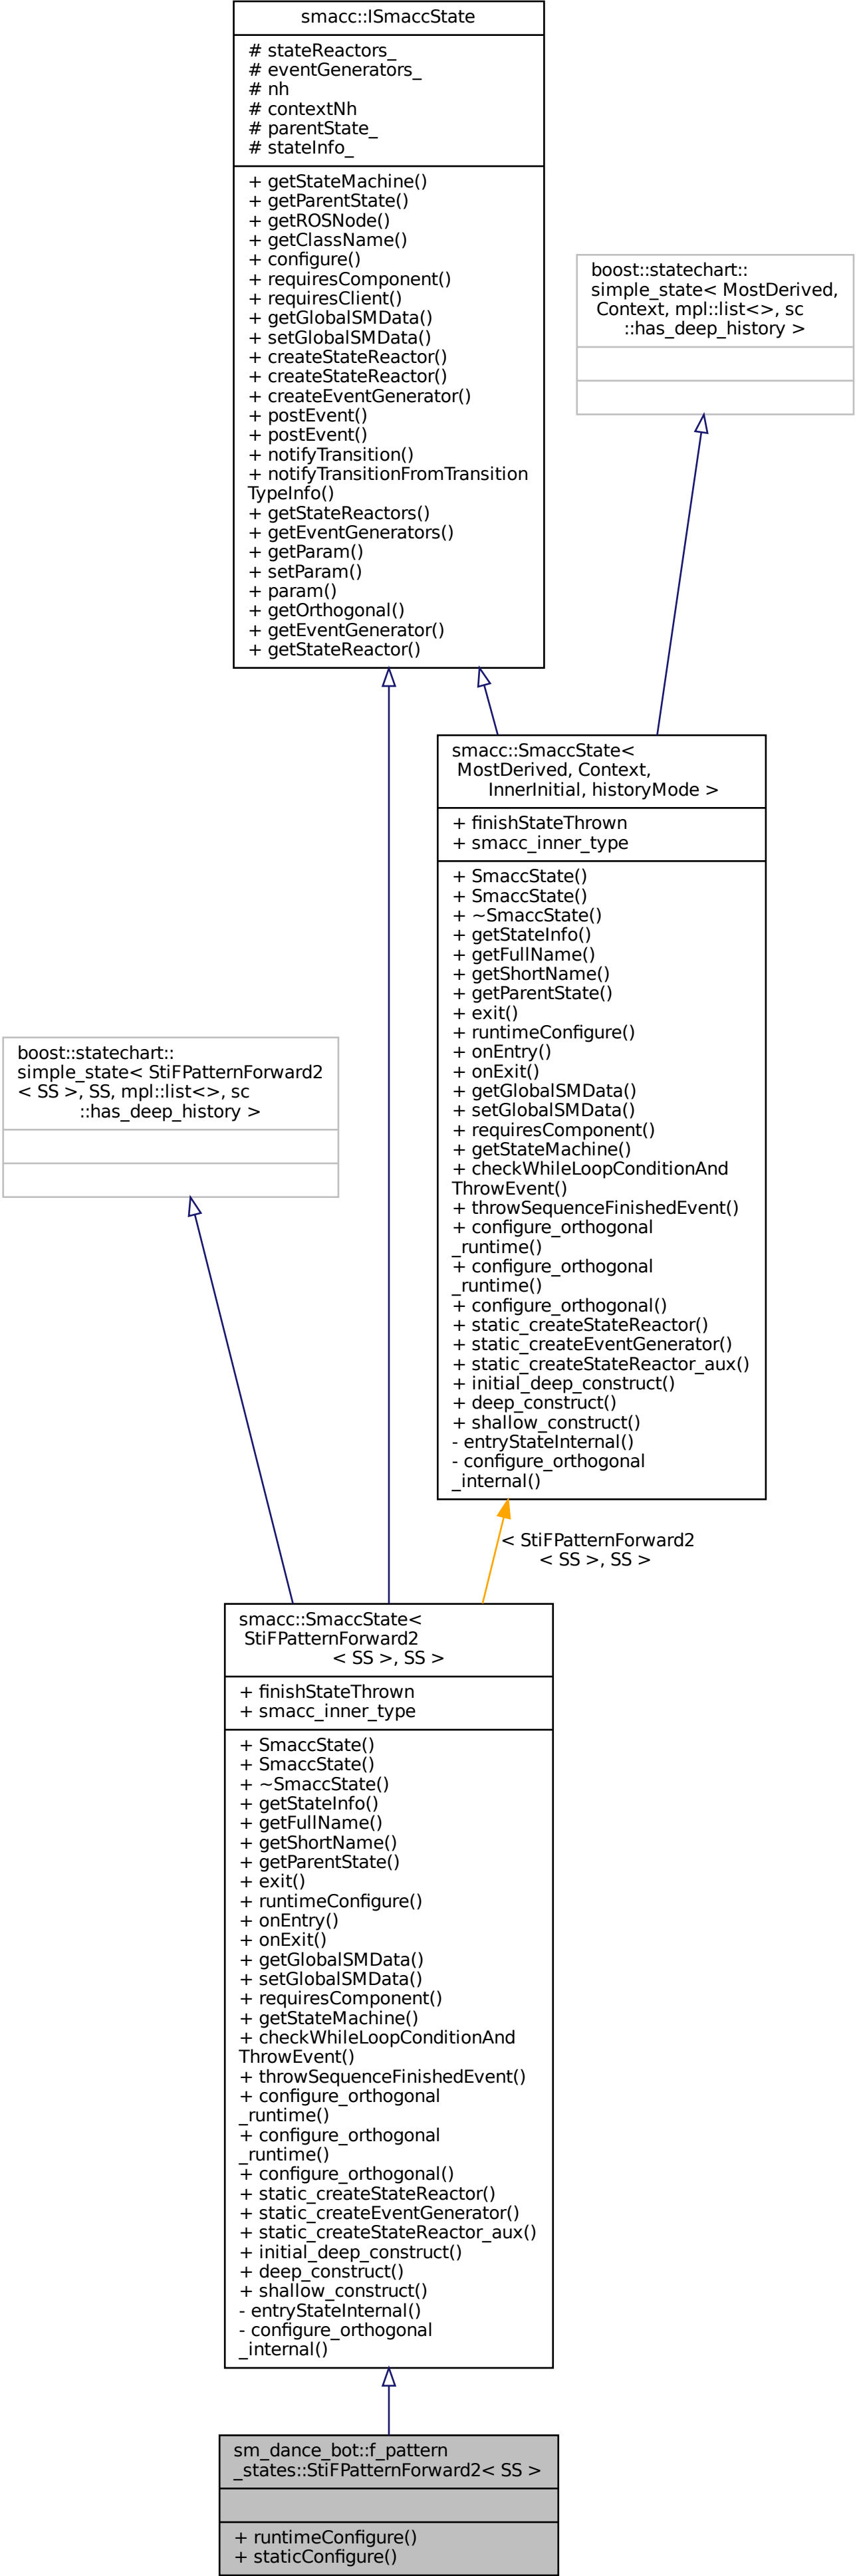 smacc::ISmaccState
# stateReactors_
# eventGenerators_
# nh
# contextNh
# parentState_
# stateInfo_
+ getStateMachine()
+ getParentState()
+ getROSNode()
+ getClassName()
+ configure()
+ requiresComponent()
+ requiresClient()
+ getGlobalSMData()
+ setGlobalSMData()
+ createStateReactor()
+ createStateReactor()
+ createEventGenerator()
+ postEvent()
+ postEvent()
+ notifyTransition()
+ notifyTransitionFromTransition
TypeInfo()
+ getStateReactors()
+ getEventGenerators()
+ getParam()
+ setParam()
+ param()
+ getOrthogonal()
+ getEventGenerator()
+ getStateReactor()
boost::statechart::
simple_state< MostDerived,
Context, mpl::list<>, sc
::has_deep_history >
smacc::SmaccState<
MostDerived, Context,
InnerInitial, historyMode >
+ finishStateThrown
+ smacc_inner_type
+ SmaccState()
+ SmaccState()
+ ~SmaccState()
+ getStateInfo()
+ getFullName()
+ getShortName()
+ getParentState()
+ exit()
+ runtimeConfigure()
+ onEntry()
+ onExit()
+ getGlobalSMData()
+ setGlobalSMData()
+ requiresComponent()
+ getStateMachine()
+ checkWhileLoopConditionAnd
ThrowEvent()
+ throwSequenceFinishedEvent()
+ configure_orthogonal
_runtime()
+ configure_orthogonal
_runtime()
+ configure_orthogonal()
+ static_createStateReactor()
+ static_createEventGenerator()
+ static_createStateReactor_aux()
+ initial_deep_construct()
+ deep_construct()
+ shallow_construct()
- entryStateInternal()
- configure_orthogonal
_internal()
boost::statechart::
simple_state< StiFPatternForward2
< SS >, SS, mpl::list<>, sc
::has_deep_history >
< StiFPatternForward2
< SS >, SS >
smacc::SmaccState<
StiFPatternForward2
< SS >, SS >
+ finishStateThrown
+ smacc_inner_type
+ SmaccState()
+ SmaccState()
+ ~SmaccState()
+ getStateInfo()
+ getFullName()
+ getShortName()
+ getParentState()
+ exit()
+ runtimeConfigure()
+ onEntry()
+ onExit()
+ getGlobalSMData()
+ setGlobalSMData()
+ requiresComponent()
+ getStateMachine()
+ checkWhileLoopConditionAnd
ThrowEvent()
+ throwSequenceFinishedEvent()
+ configure_orthogonal
_runtime()
+ configure_orthogonal
_runtime()
+ configure_orthogonal()
+ static_createStateReactor()
+ static_createEventGenerator()
+ static_createStateReactor_aux()
+ initial_deep_construct()
+ deep_construct()
+ shallow_construct()
- entryStateInternal()
- configure_orthogonal
_internal()
sm_dance_bot::f_pattern
_states::StiFPatternForward2< SS >
+ runtimeConfigure()
+ staticConfigure()